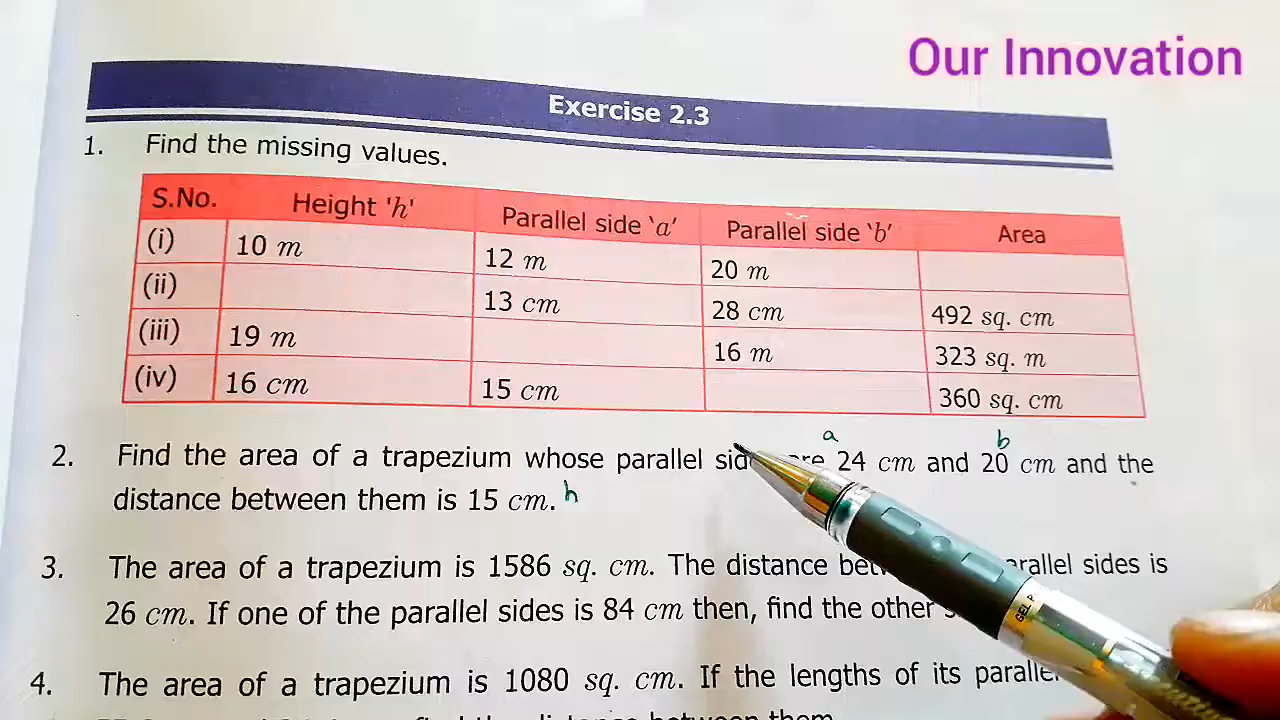 Our Innovation
Exercise 2.3
1. Find the missing values.
S.No. Height 'h' Parallel side 'a' Parallel side 'b' Area
(i) 10 m 12 m 20 m
(ii) 13 cm 28 cm 492 sq. cm
(iii) 19 m 16 m 323 sq. m
(iv) 16 cm 15 cm 360 sq. cm
a b
2. Find the area of a trapezium whose parallel 24 cm and 20 cm and the
distance between them is 15 cm. h
3. The area of a trapezium is 1586 sq. cm. The distance sides is
26 cm. If one of the parallel sides is 84 cm then, find the other
4. The area of a trapezium is 1080 sq. cm. If the lengths of its
the distance between them